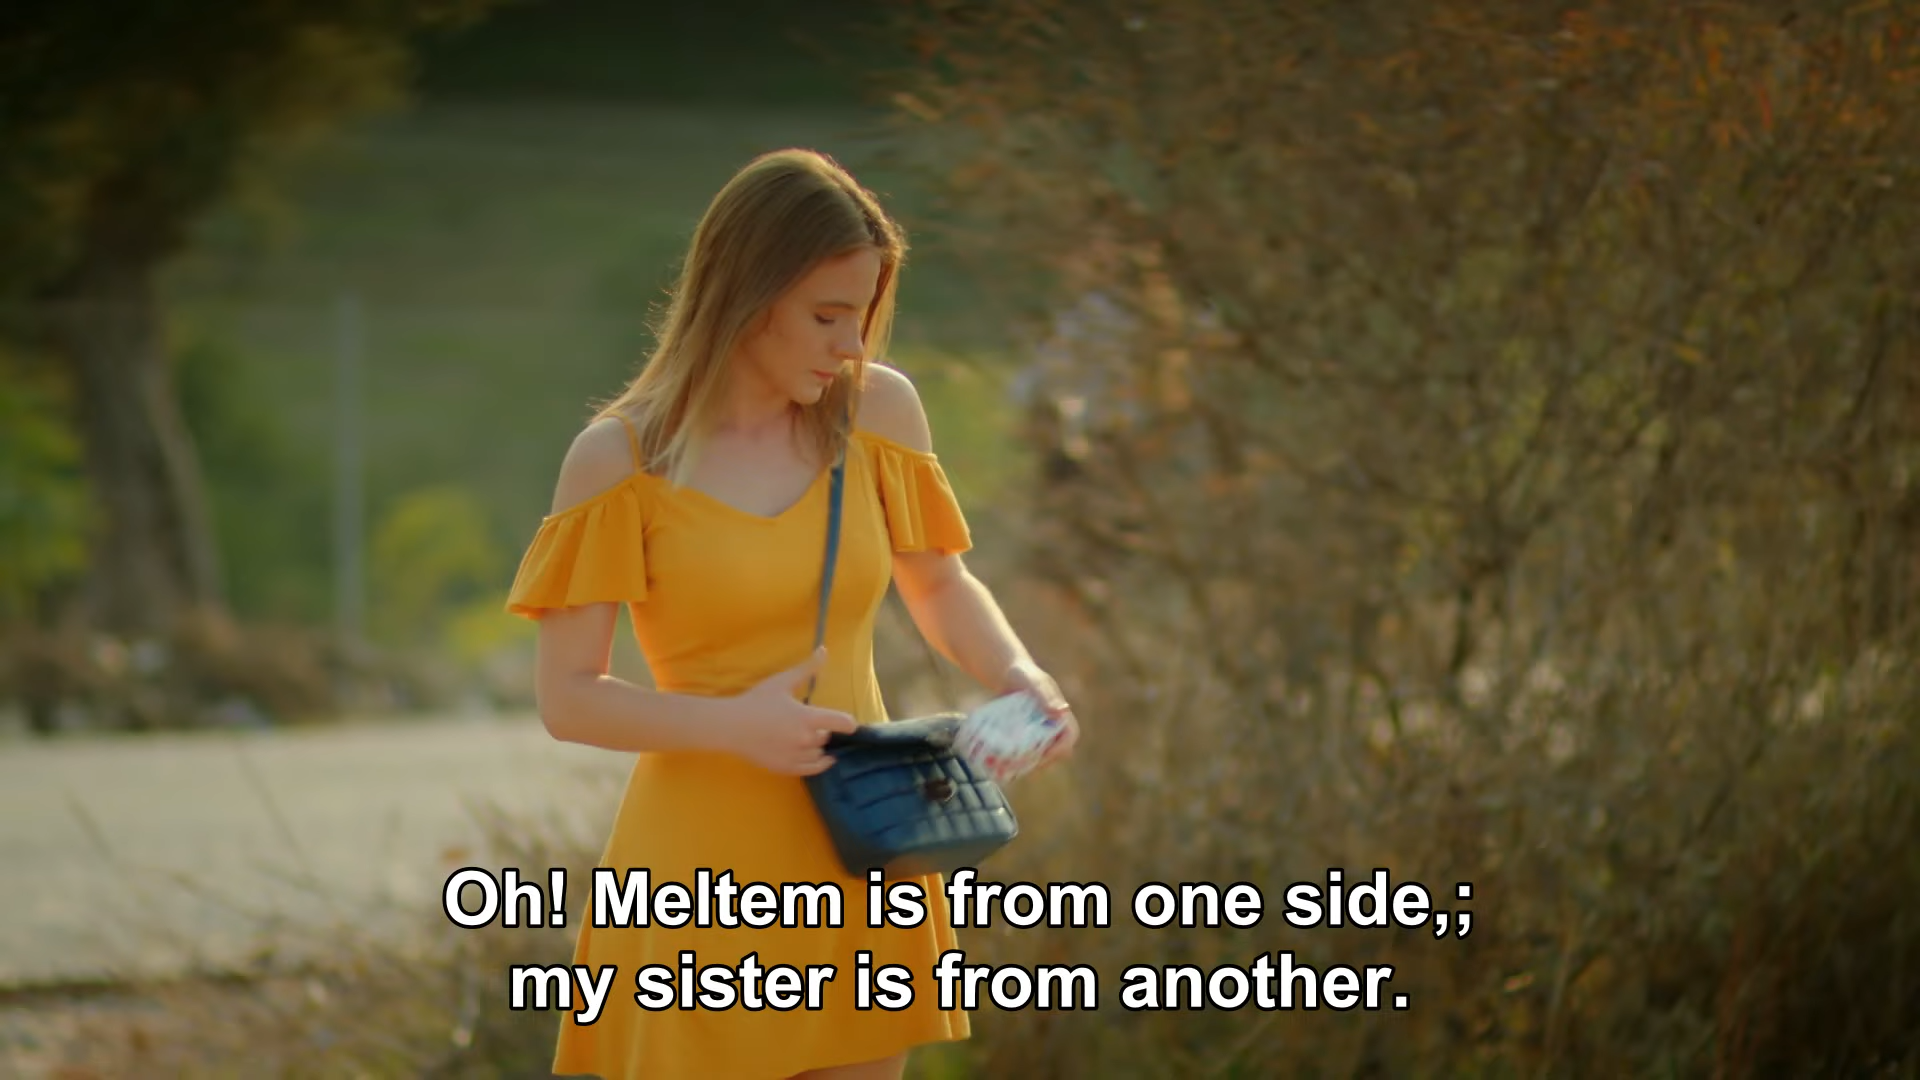 Oh! Meltem is from one side,;
my sister is from another.